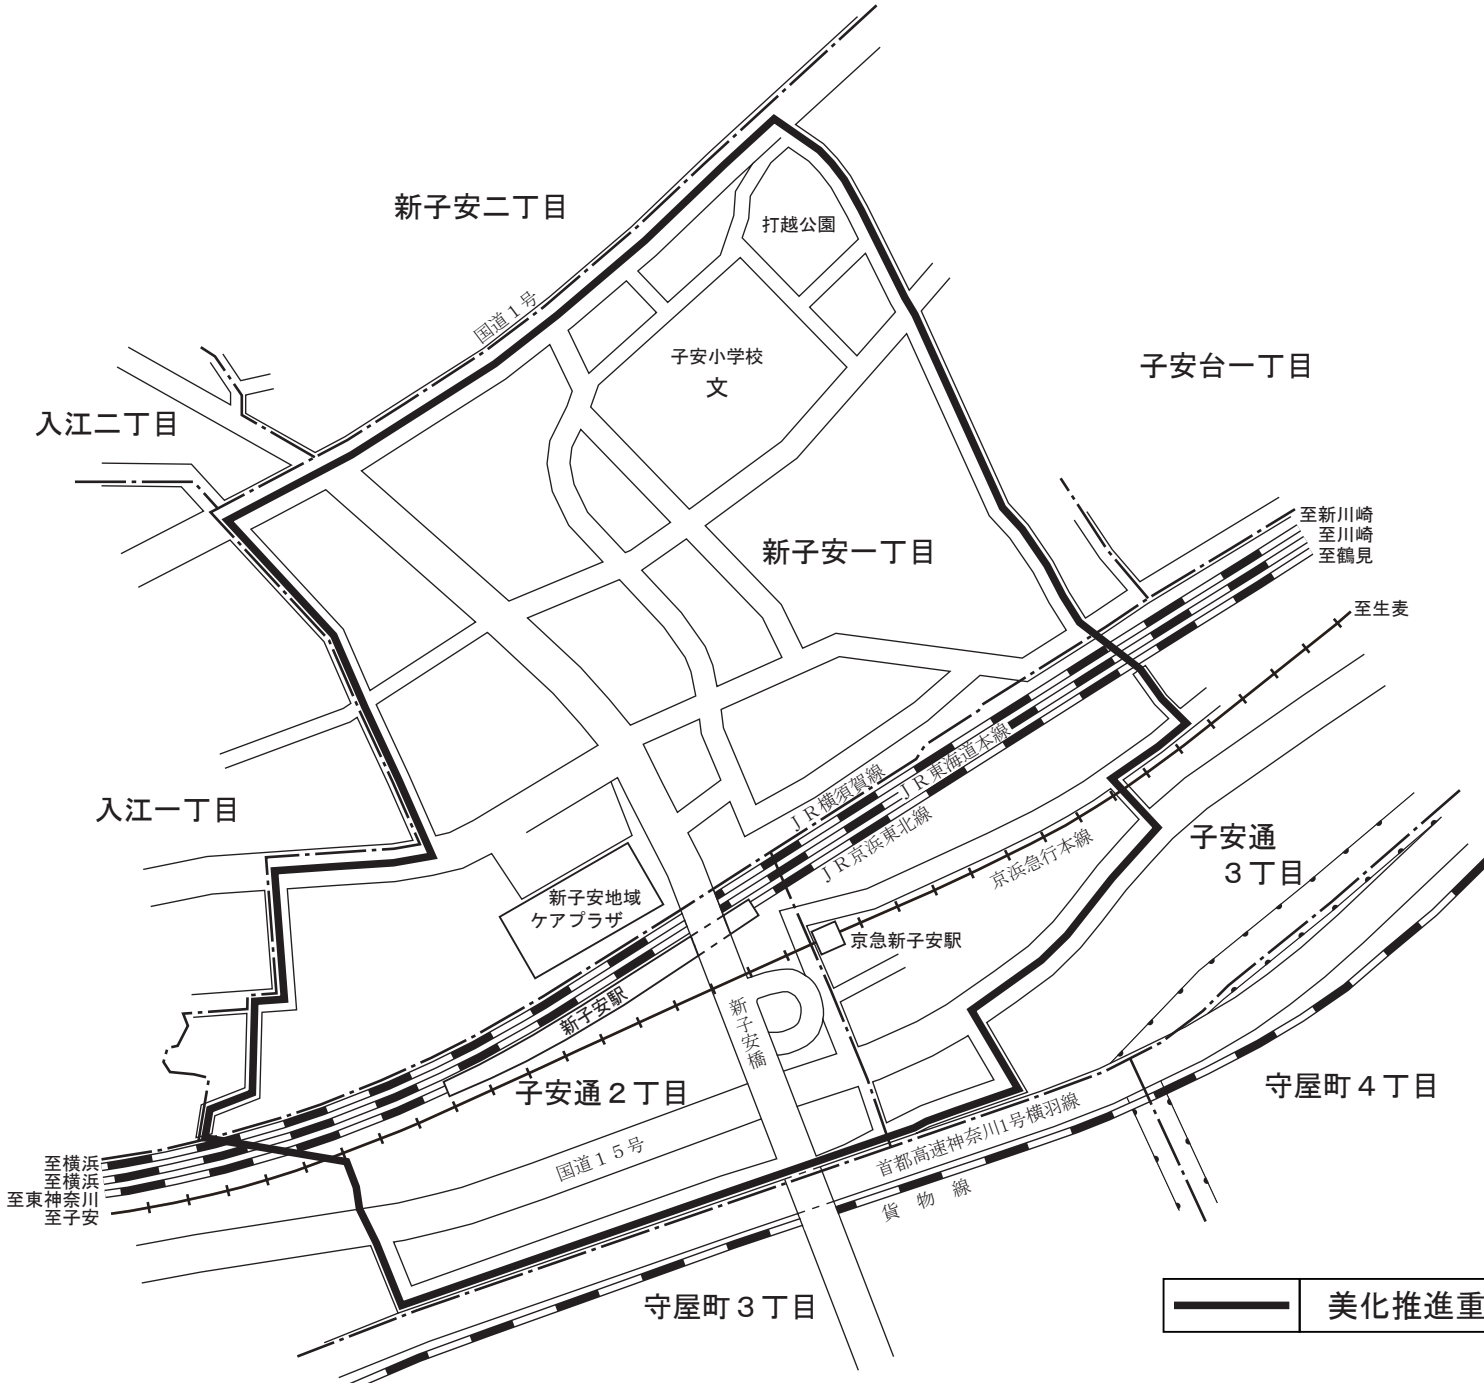 新子安二丁目
打越公園
国道１号
子安小学校
文
子安台一丁目
入江二丁目
至新川崎
至川崎
至鶴見
新子安一丁目
至生麦
入江一丁目
ＪＲ横須賀線
ＪＲ東海道本線
ＪＲ京浜東北線
京浜急行本線
子安通
３丁目
新子安地域
ケアプラザ
京急新子安駅
新子安駅
新子安橋
子安通２丁目
守屋町４丁目
国道１５号
首都高速神奈川1号横羽線
貨物線
至横浜
至横浜
至東神奈川
至子安
守屋町３丁目
美化推進重